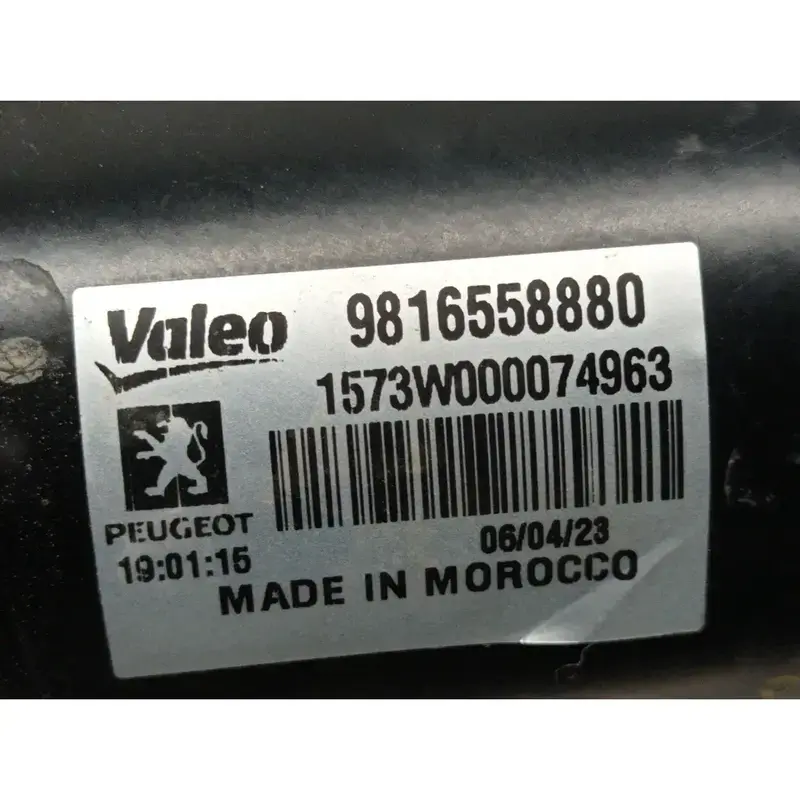 Valeo 9816558880
1573W000074963
PEUGEOT 06/04/23
19:01:15
MADE IN MOROCCO